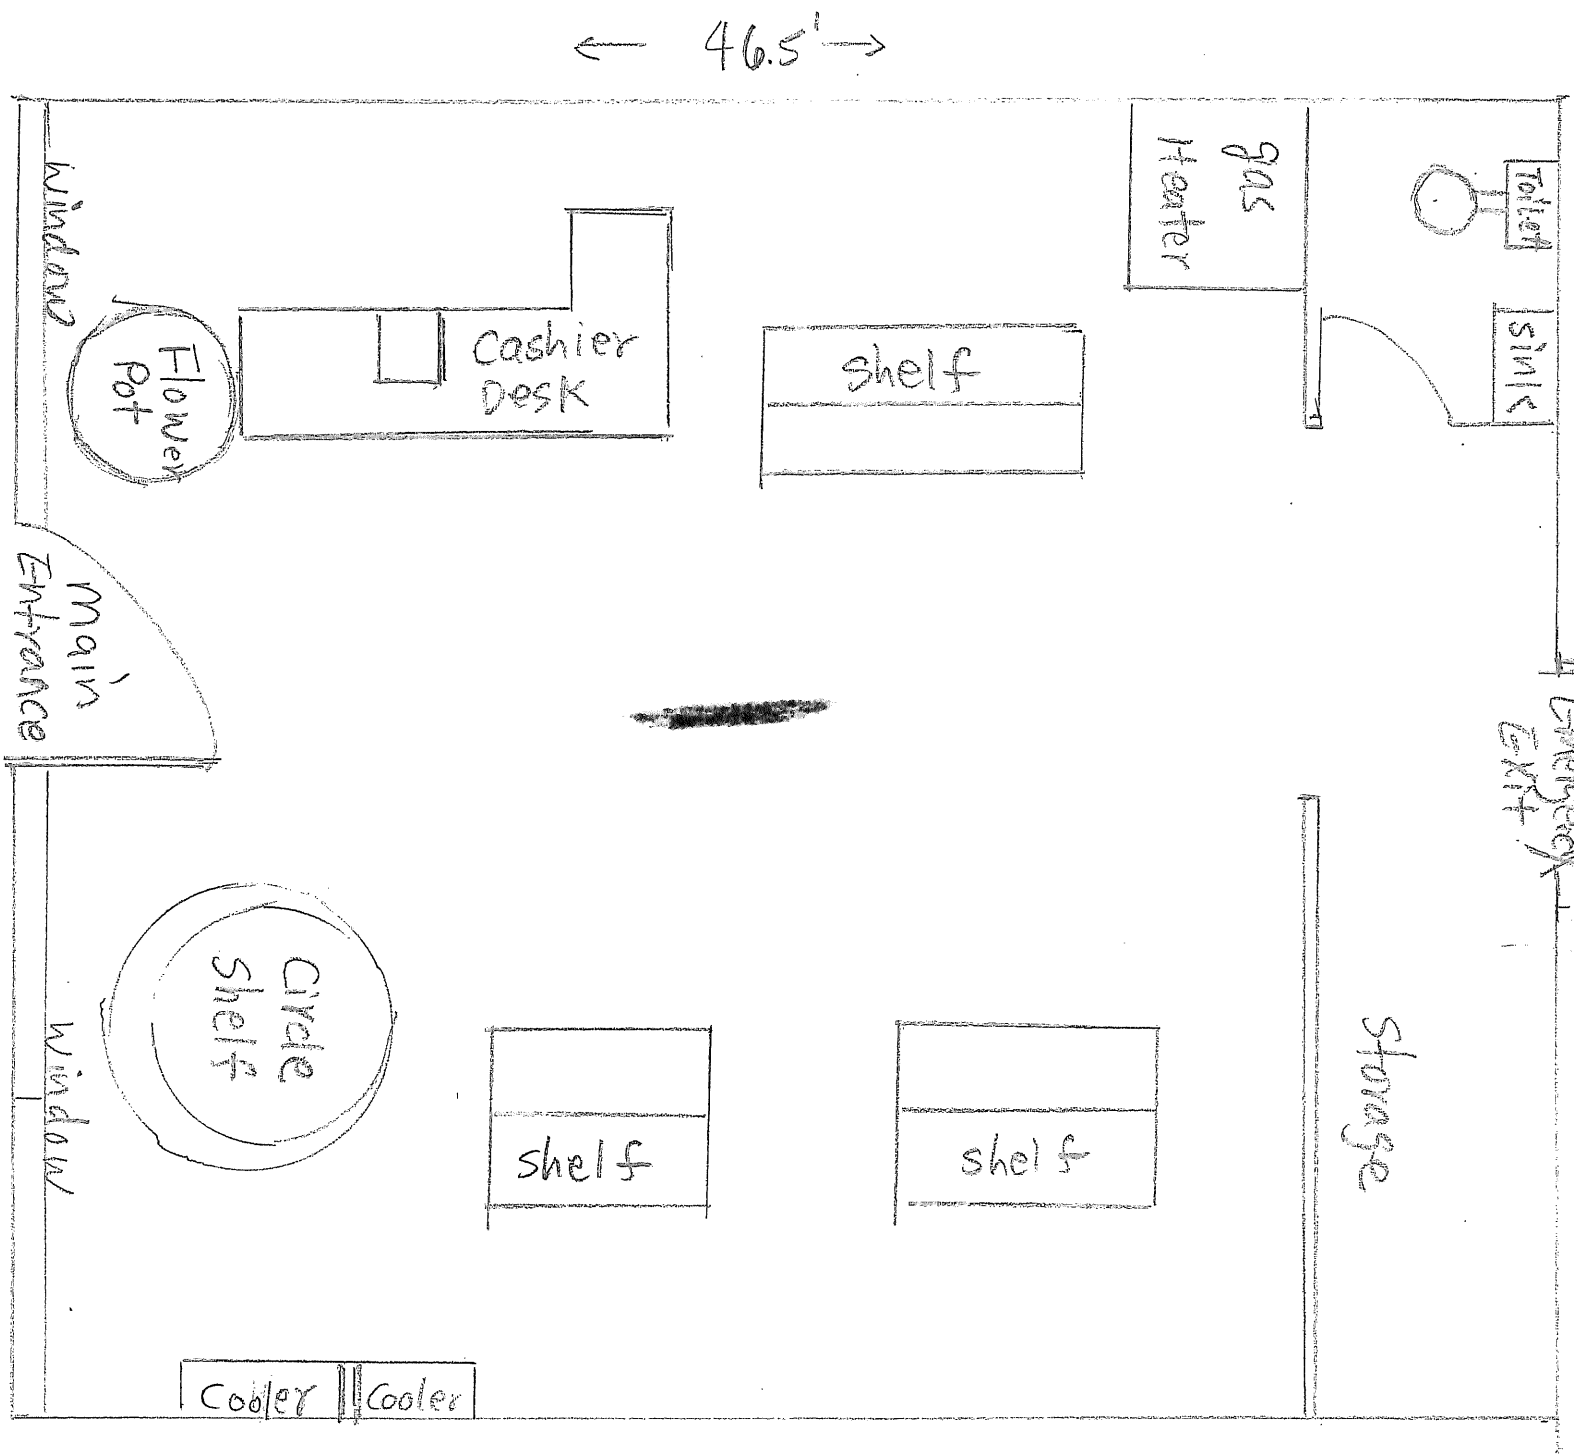 ← 46.5' →
Window
gas
Heater
Toilet
Flower
Pot
Cashier
Desk
shelf
sink
Main
Entrance
Emergency
Exit
Circle
Shelf
Window
shelf
shelf
Storage
Cooler
Cooler